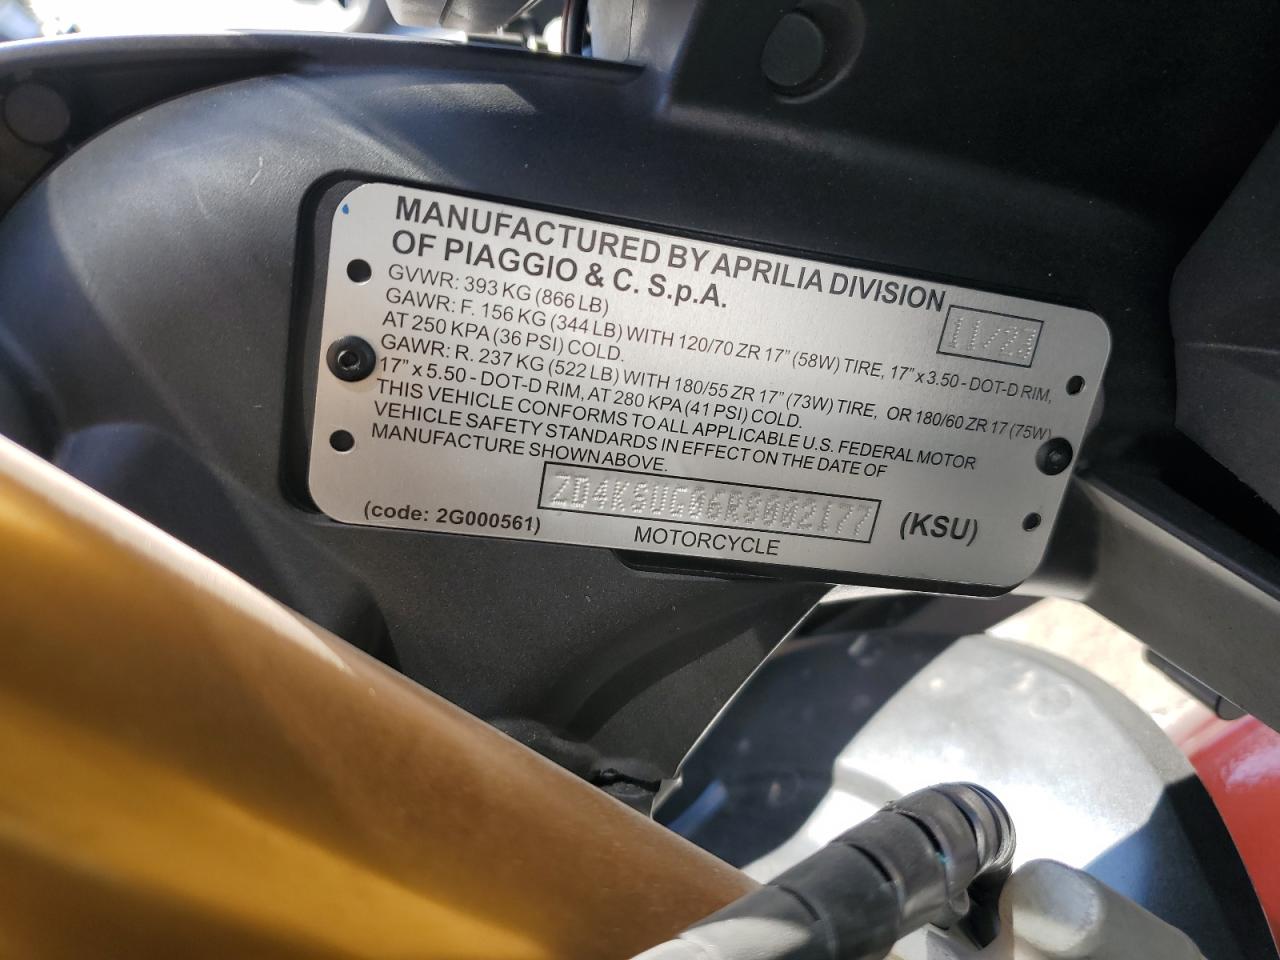 MANUFACTURED BY APRILIA DIVISION
OF PIAGGIO & C. S.p.A.
11/23
GVWR: 393 KG (866 LB)
GAWR: F. 156 KG (344 LB) WITH 120/70 ZR 17" (58W) TIRE, 17" x 3.50 - DOT-D RIM,
AT 250 KPA (36 PSI) COLD.
GAWR: R. 237 KG (522 LB) WITH 180/55 ZR 17" (73W) TIRE, OR 180/60 ZR 17 (75W)
17" x 5.50 - DOT-D RIM, AT 280 KPA (41 PSI) COLD.
THIS VEHICLE CONFORMS TO ALL APPLICABLE U.S. FEDERAL MOTOR
VEHICLE SAFETY STANDARDS IN EFFECT ON THE DATE OF
MANUFACTURE SHOWN ABOVE.
ZD4KSUG06RS002177
(code: 2G000561)
(KSU)
MOTORCYCLE